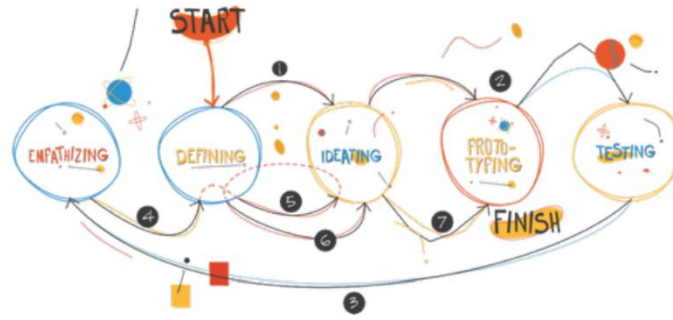 START
1
2
EMPATHIZING
DEFINING
IDEATING
PROTO-
TYPING
TESTING
4
5
6
7
FINISH
3